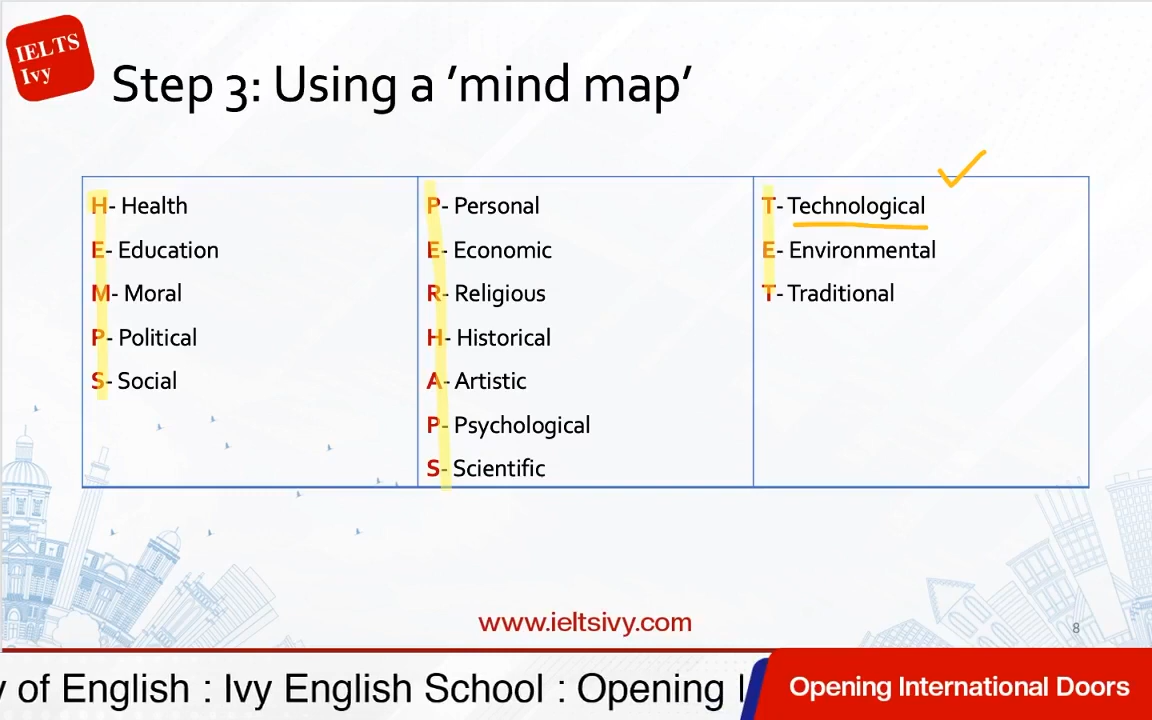 IELTS
Ivy
Step 3: Using a ’mind map’
H- Health
E- Education
M- Moral
P- Political
S- Social
P- Personal
E- Economic
R- Religious
H- Historical
A- Artistic
P- Psychological
S- Scientific
T- Technological
E- Environmental
T- Traditional
www.ieltsivy.com
8
y of English : Ivy English School : Opening
Opening International Doors